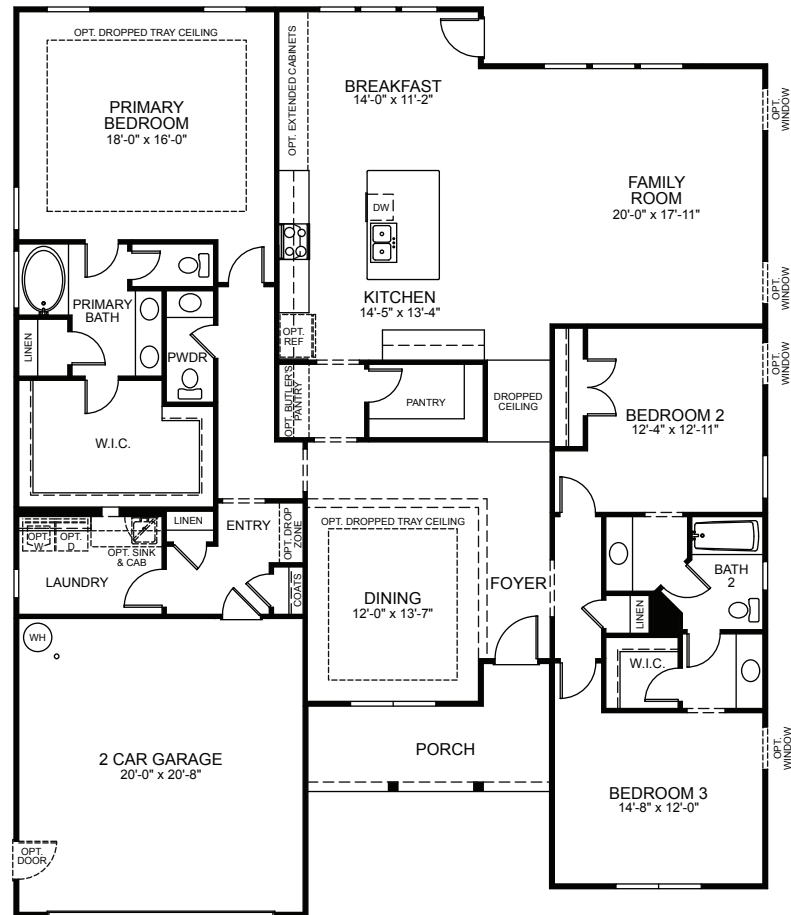 OPT. DROPPED TRAY CEILING
PRIMARY
BEDROOM
18'-0" x 16'-0"
OPT. EXTENDED CABINETS
BREAKFAST
14'-0" x 11'-2"
OPT.
WINDOW
FAMILY
ROOM
20'-0" x 17'-11"
DW
OPT.
WINDOW
KITCHEN
14'-5" x 13'-4"
PRIMARY
BATH
LINEN
PWDR
OPT.
REF
OPT. BUTLER'S
PANTRY
PANTRY
DROPPED
CEILING
OPT.
WINDOW
BEDROOM 2
12'-4" x 12'-11"
W.I.C.
LINEN
ENTRY
OPT. DROP
ZONE
OPT.
W
OPT.
D
OPT. SINK
& CAB
LAUNDRY
COATS
OPT. DROPPED TRAY CEILING
DINING
12'-0" x 13'-7"
FOYER
BATH
2
LINEN
W.I.C.
WH
2 CAR GARAGE
20'-0" x 20'-8"
PORCH
OPT.
WINDOW
BEDROOM 3
14'-8" x 12'-0"
OPT.
DOOR